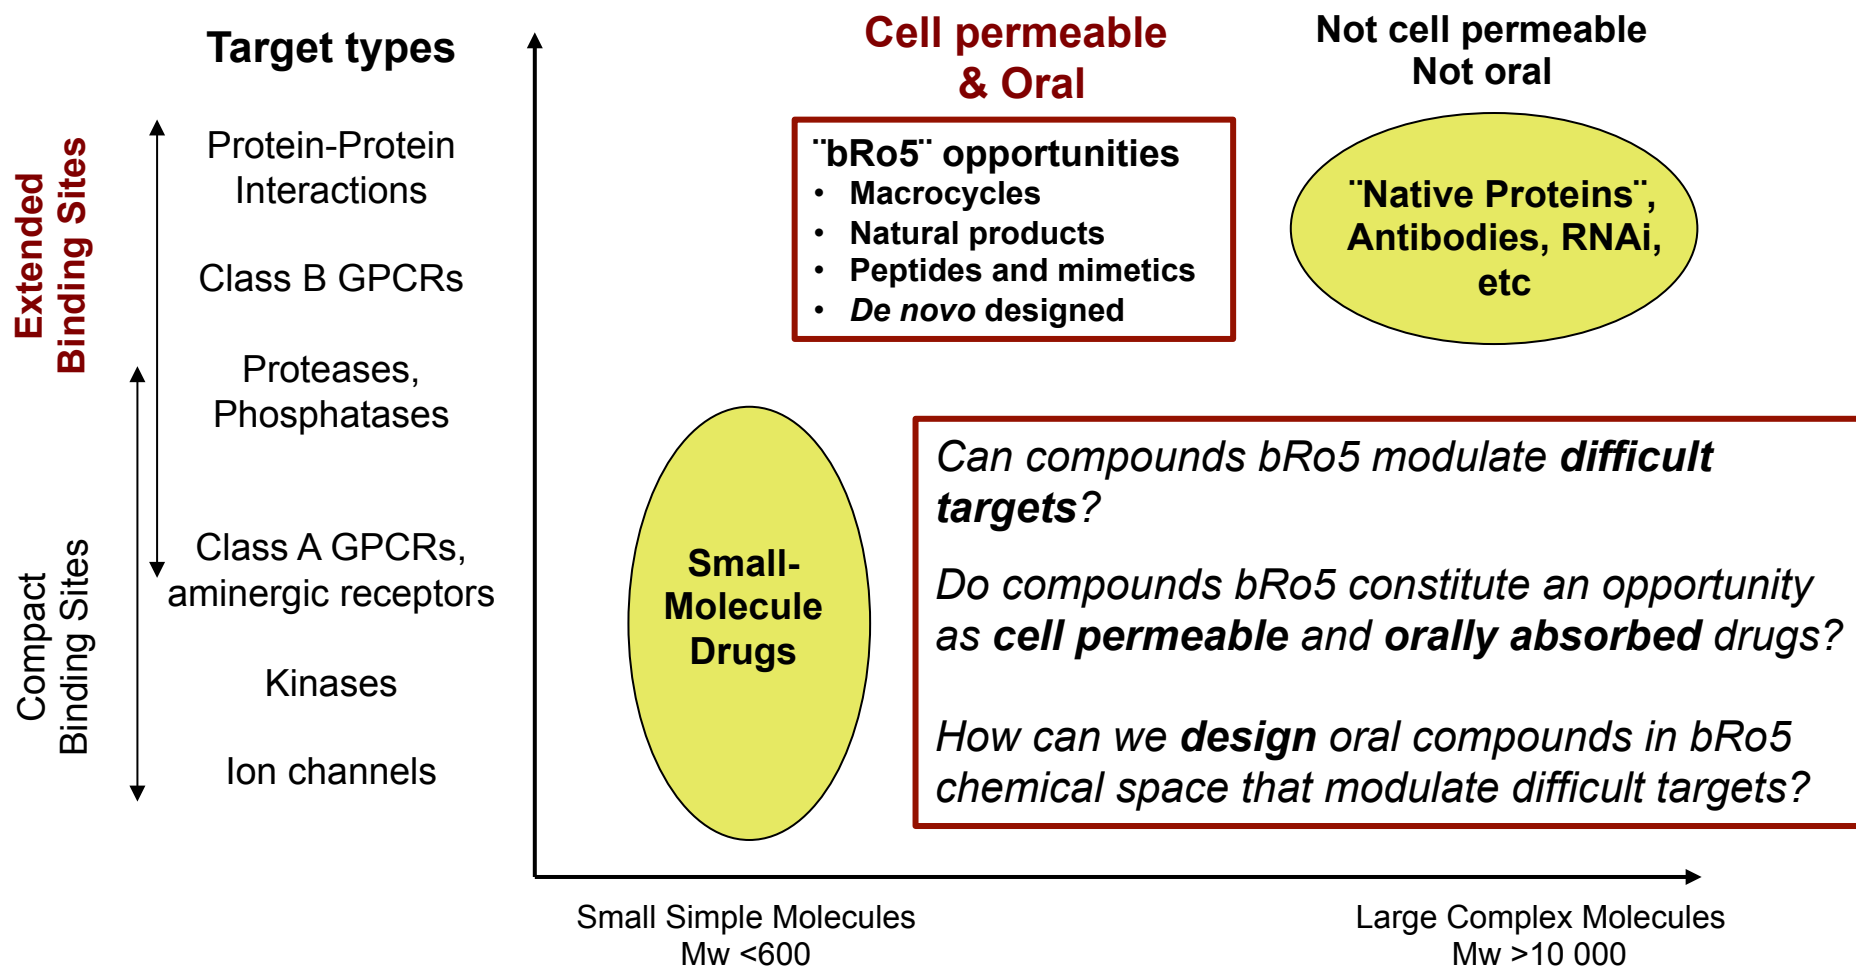 Target types
Cell permeable
& Oral
Not cell permeable
Not oral
Extended
Binding Sites
Compact
Binding Sites
Protein-Protein
Interactions
Class B GPCRs
Proteases,
Phosphatases
Class A GPCRs,
aminergic receptors
Kinases
Ion channels
¨bRo5¨ opportunities
• Macrocycles
• Natural products
• Peptides and mimetics
• De novo designed
¨Native Proteins¨,
Antibodies, RNAi,
etc
Small-
Molecule
Drugs
Can compounds bRo5 modulate difficult
targets?
Do compounds bRo5 constitute an opportunity
as cell permeable and orally absorbed drugs?
How can we design oral compounds in bRo5
chemical space that modulate difficult targets?
Small Simple Molecules
Mw <600
Large Complex Molecules
Mw >10 000